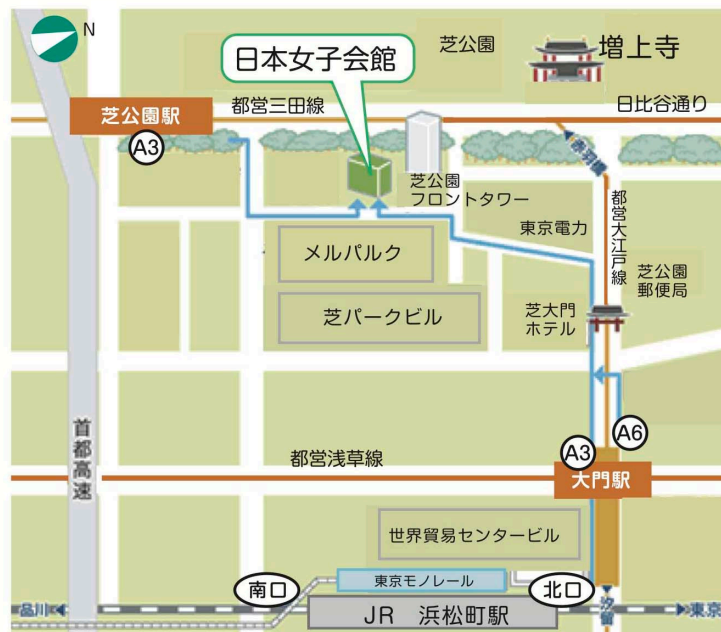 N
芝公園
増上寺
日本女子会館
芝公園駅
都営三田線
日比谷通り
A3
赤羽橋
芝公園
フロントタワー
東京電力
都営大江戸線
メルパルク
芝公園
郵便局
芝パークビル
芝大門
ホテル
首都高速
A6
A3
都営浅草線
大門駅
世界貿易センタービル
南口
東京モノレール
北口
汐留
品川
JR 浜松町駅
東京